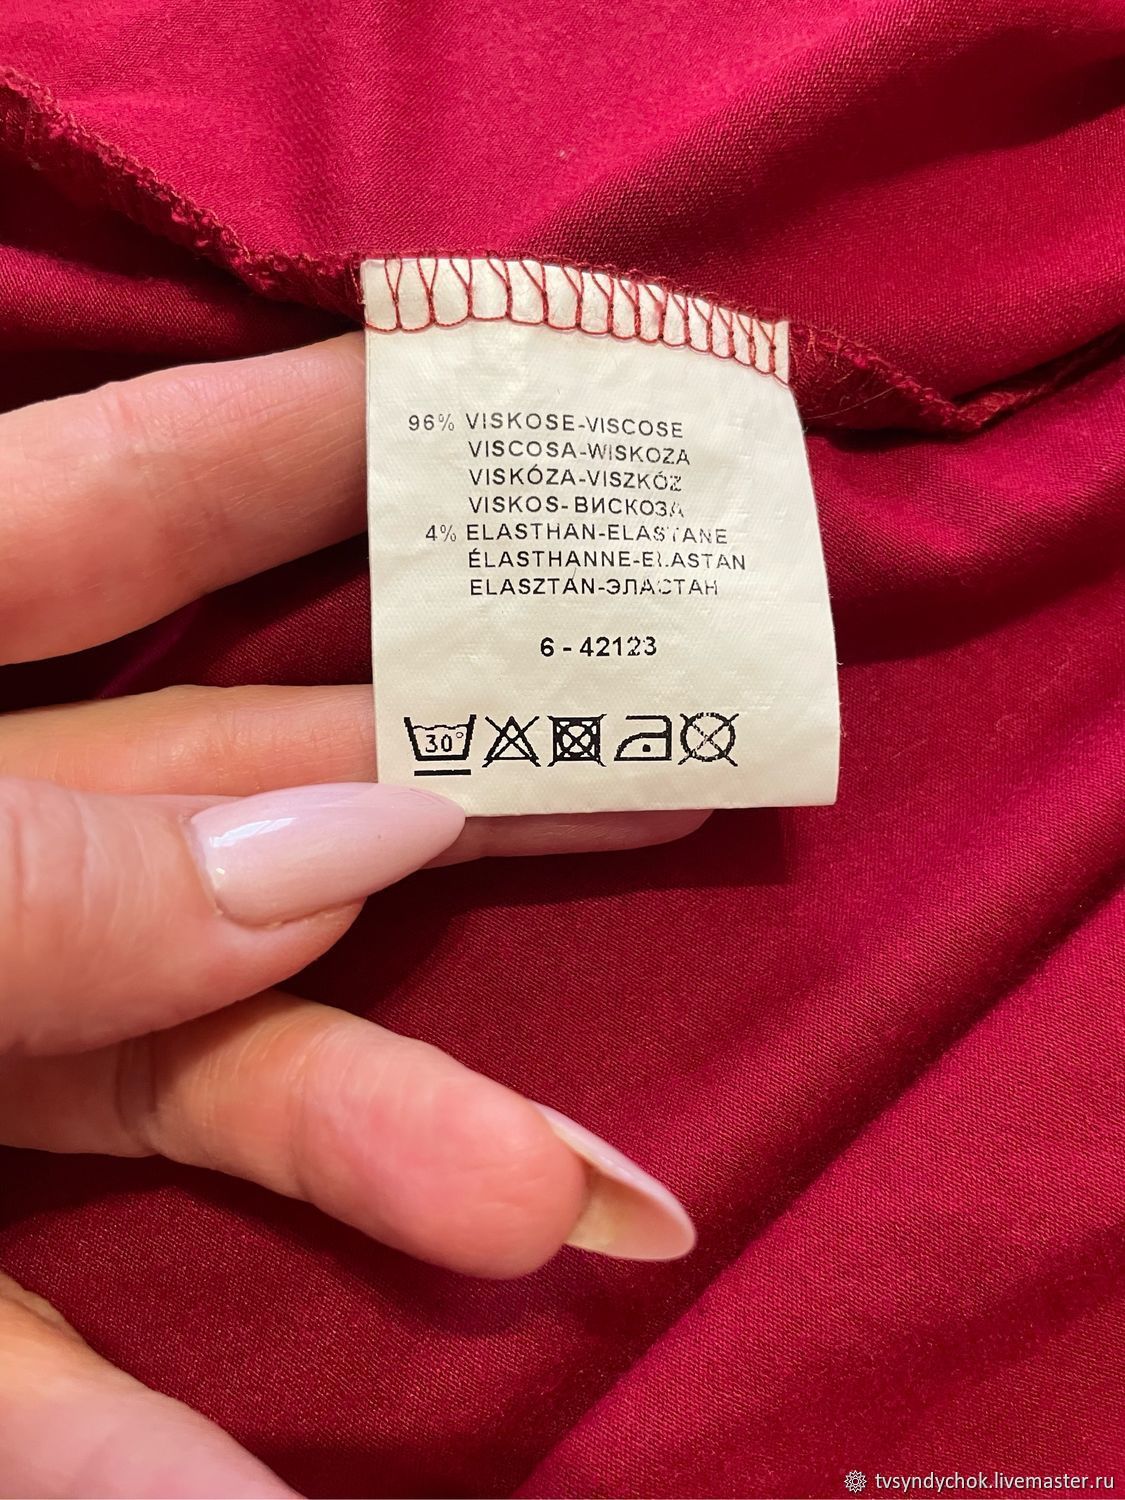 96% VISKOSE-VISCOSE
VISCOSA-WISKOZA
VISKÓZA-VISZKÓZ
VISKOS-ВИСКОЗА
4% ELASTHAN-ELASTANE
ÉLASTHANNE-ELASTAN
ELASZTÁN-ЭЛАСТАН
6-42123
30°
tvsyndychok.livemaster.ru